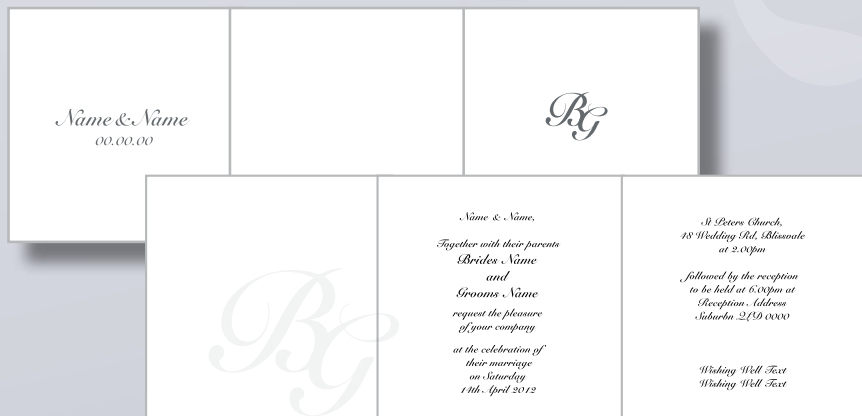 Name & Name
00.00.00
BG
BG
Name & Name,
Together with their parents
Brides Name
and
Grooms Name
request the pleasure
of your company
at the celebration of
their marriage
on Saturday
14th April 2012
St Peters Church,
48 Wedding Rd, Blissvale
at 2.00pm
followed by the reception
to be held at 6.00pm at
Reception Address
Suburbn QLD 0000
Wishing Well Text
Wishing Well Text